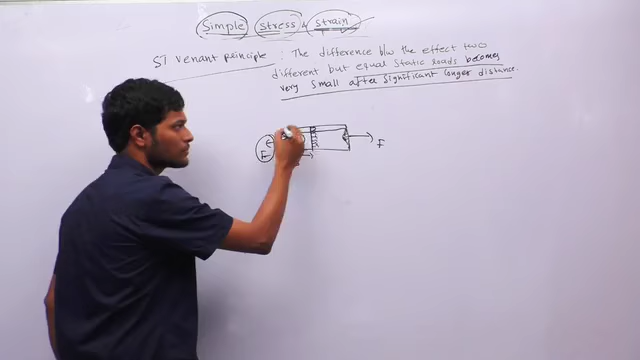 Simple stress & strain
ST venant principle : The difference b/w the effect two
different but equal static loads becomes
very small after significant longer distance.
F F